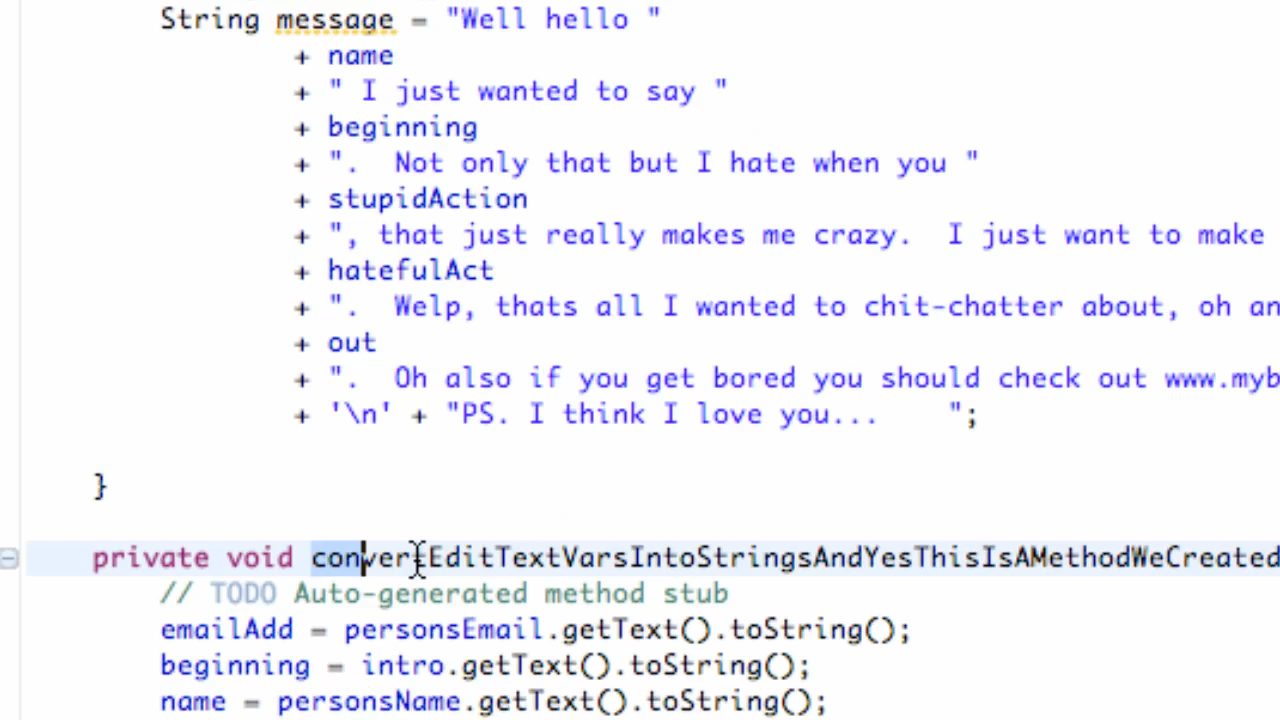 String message = "Well hello "
+ name
+ " I just wanted to say "
+ beginning
+ ".  Not only that but I hate when you "
+ stupidAction
+ ", that just really makes me crazy.  I just want to make
+ hatefulAct
+ ".  Welp, thats all I wanted to chit-chatter about, oh an
+ out
+ ".  Oh also if you get bored you should check out www.myb
+ '\n' + "PS. I think I love you...    ";
}
private void convertEditTextVarsIntoStringsAndYesThisIsAMethodWeCreated
// TODO Auto-generated method stub
emailAdd = personsEmail.getText().toString();
beginning = intro.getText().toString();
name = personsName.getText().toString();